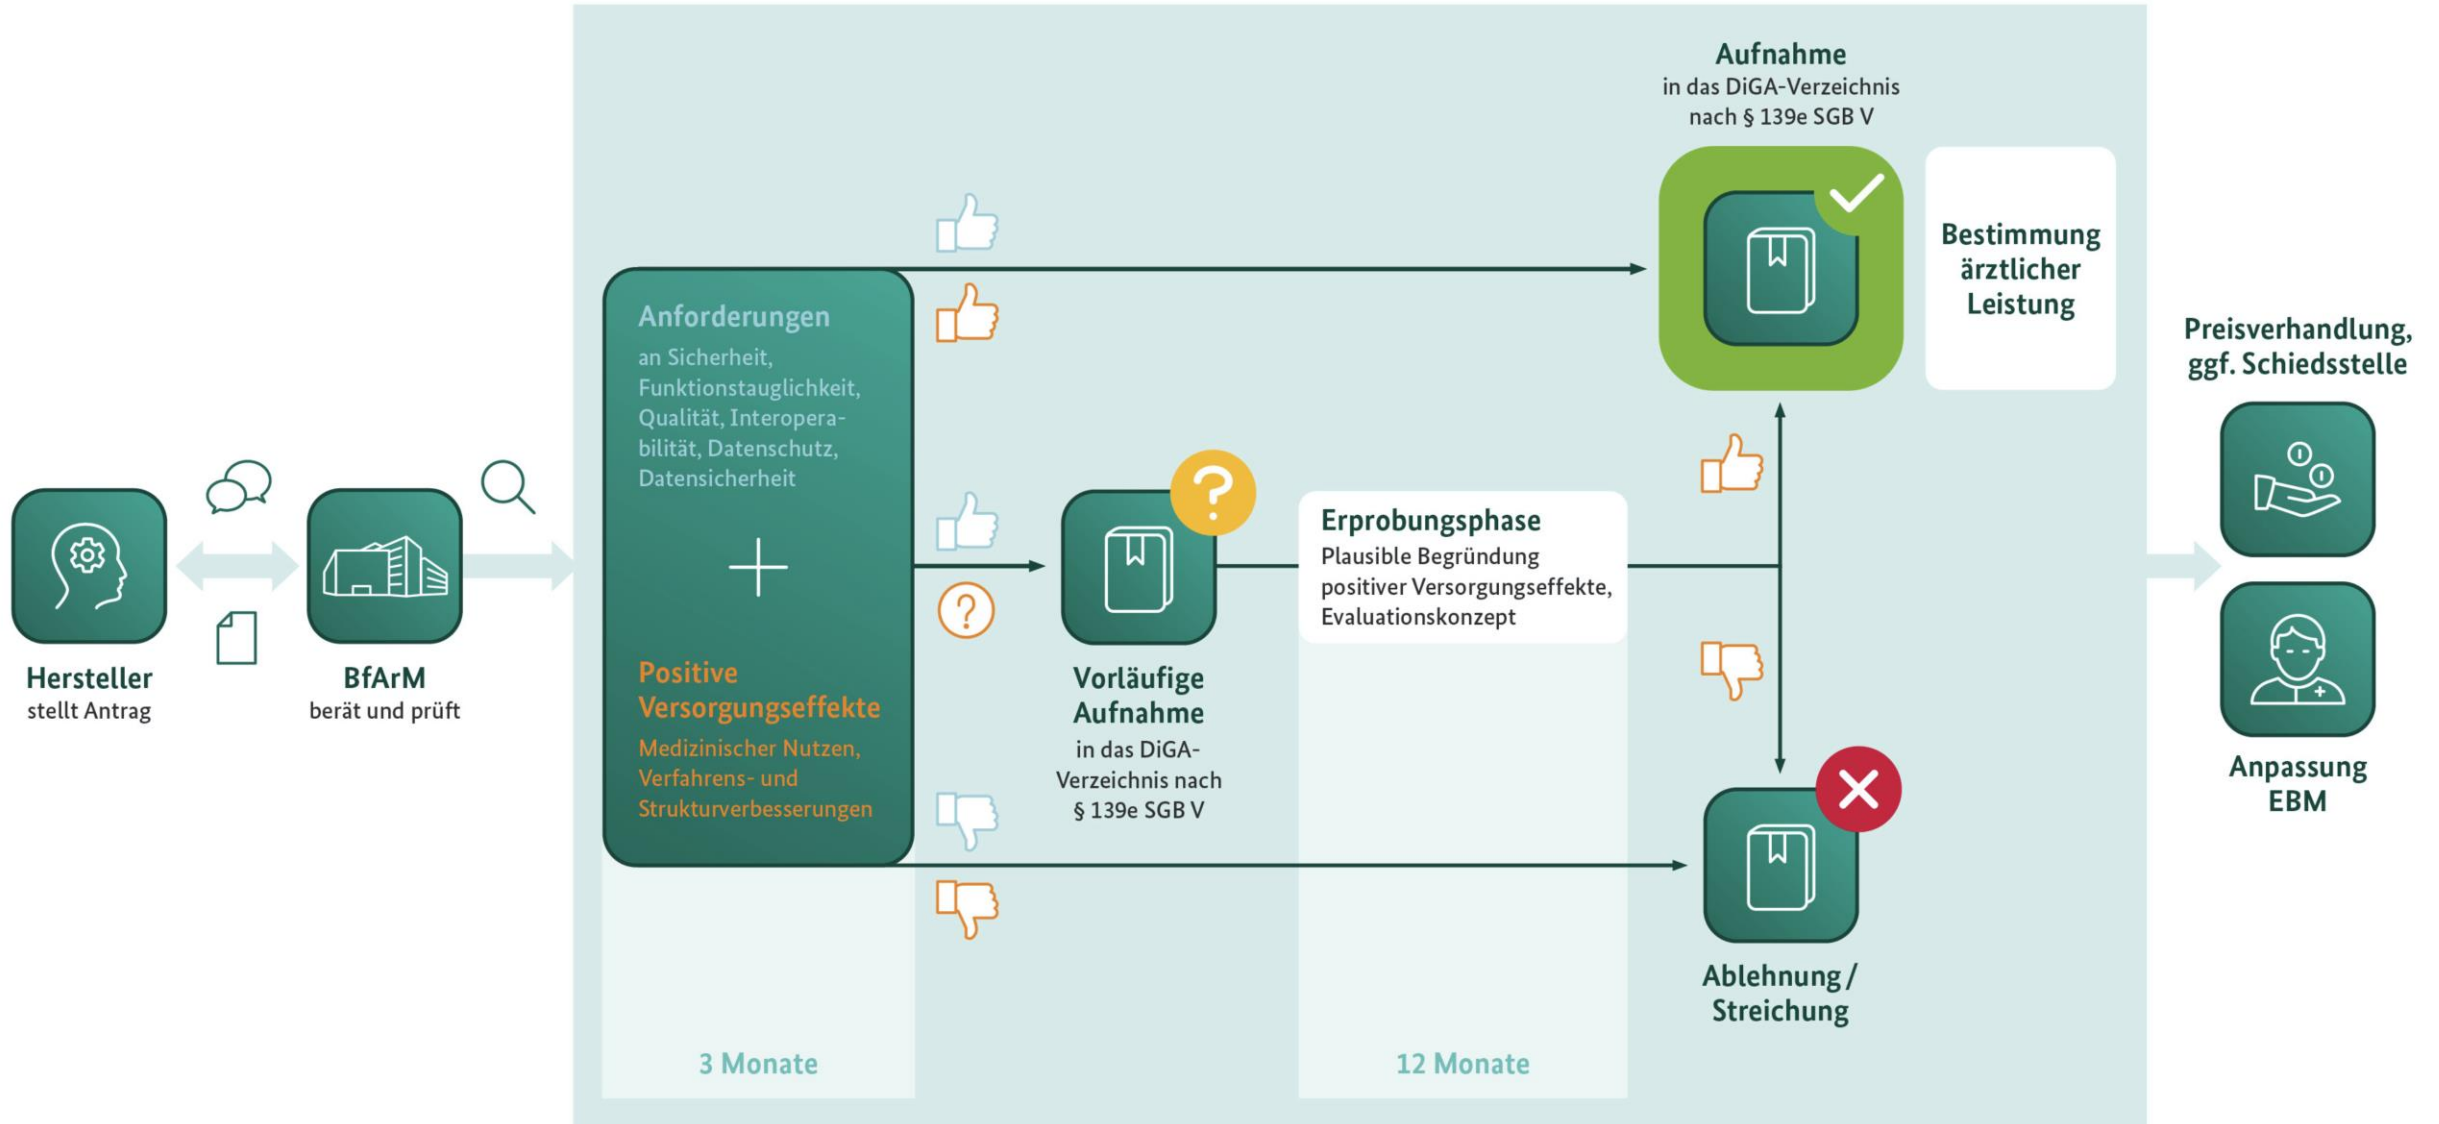 Hersteller
stellt Antrag
BfArM
berät und prüft
Anforderungen
an Sicherheit,
Funktionstauglichkeit,
Qualität, Interopera-
bilität, Datenschutz,
Datensicherheit
+
Positive
Versorgungseffekte
Medizinischer Nutzen,
Verfahrens- und
Strukturverbesserungen
3 Monate
?
?
Vorläufige
Aufnahme
in das DiGA-
Verzeichnis nach
§ 139e SGB V
Erprobungsphase
Plausible Begründung
positiver Versorgungseffekte,
Evaluationskonzept
12 Monate
Aufnahme
in das DiGA-Verzeichnis
nach § 139e SGB V
Bestimmung
ärztlicher
Leistung
Ablehnung /
Streichung
Preisverhandlung,
ggf. Schiedsstelle
Anpassung
EBM